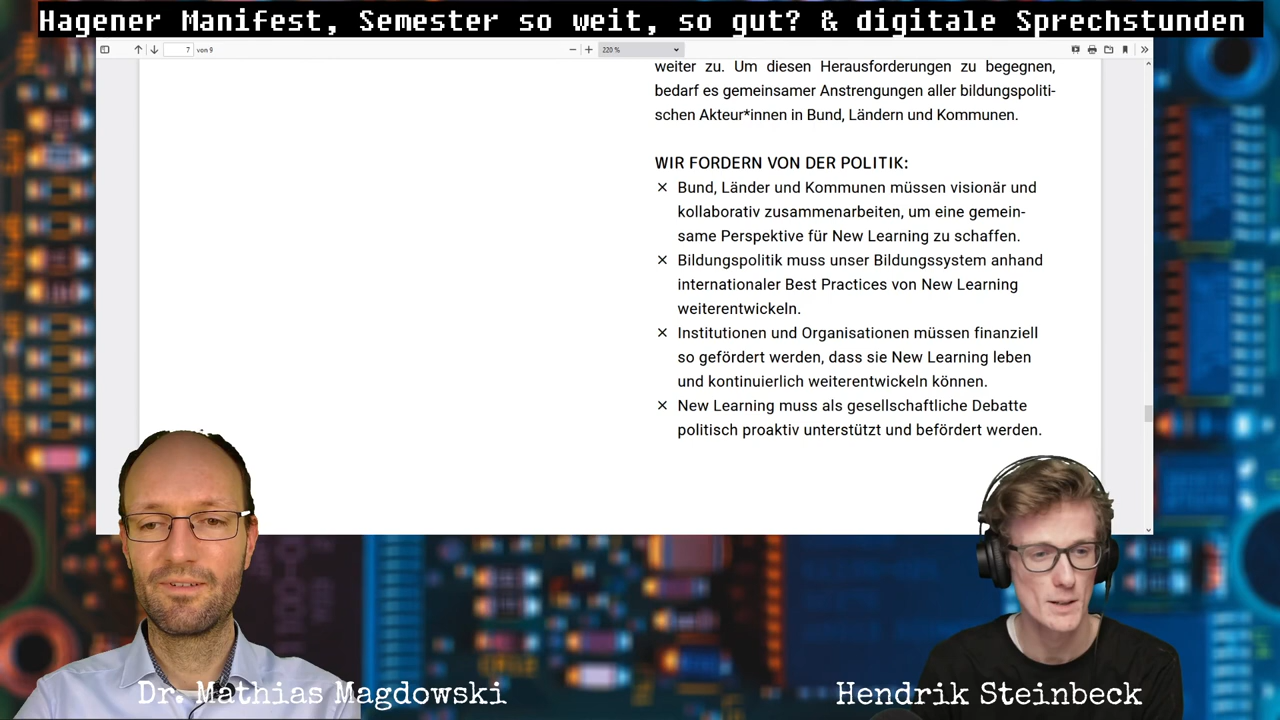 Hagener Manifest, Semester so weit, so gut? & digitale Sprechstunden
7 von 9
220 %
weiter zu. Um diesen Herausforderungen zu begegnen,
bedarf es gemeinsamer Anstrengungen aller bildungspoliti-
schen Akteur*innen in Bund, Ländern und Kommunen.
WIR FORDERN VON DER POLITIK:
× Bund, Länder und Kommunen müssen visionär und
kollaborativ zusammenarbeiten, um eine gemein-
same Perspektive für New Learning zu schaffen.
× Bildungspolitik muss unser Bildungssystem anhand
internationaler Best Practices von New Learning
weiterentwickeln.
× Institutionen und Organisationen müssen finanziell
so gefördert werden, dass sie New Learning leben
und kontinuierlich weiterentwickeln können.
× New Learning muss als gesellschaftliche Debatte
politisch proaktiv unterstützt und befördert werden.
Dr. Mathias Magdowski
Hendrik Steinbeck